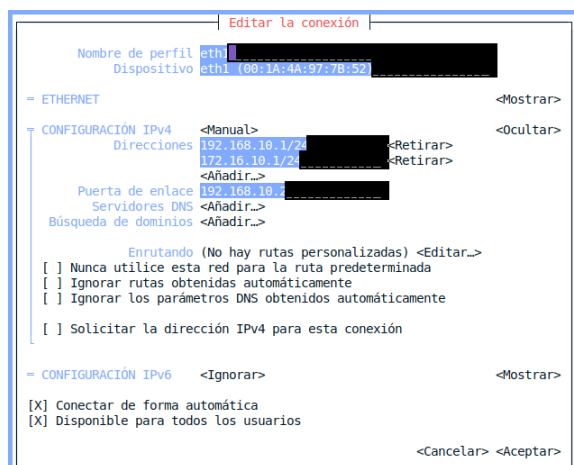 Editar la conexión
Nombre de perfil eth1
Dispositivo eth1 (00:1A:4A:97:7B:52)
= ETHERNET <Mostrar>
CONFIGURACIÓN IPv4 <Manual> <Ocultar>
Direcciones 192.168.10.1/24 <Retirar>
172.16.10.1/24 <Retirar>
<Añadir…>
Puerta de enlace 192.168.10.2
Servidores DNS <Añadir…>
Búsqueda de dominios <Añadir…>
Enrutando (No hay rutas personalizadas) <Editar…>
[ ] Nunca utilice esta red para la ruta predeterminada
[ ] Ignorar rutas obtenidas automáticamente
[ ] Ignorar los parámetros DNS obtenidos automáticamente
[ ] Solicitar la dirección IPv4 para esta conexión
= CONFIGURACIÓN IPv6 <Ignorar> <Mostrar>
[X] Conectar de forma automática
[X] Disponible para todos los usuarios
<Cancelar> <Aceptar>